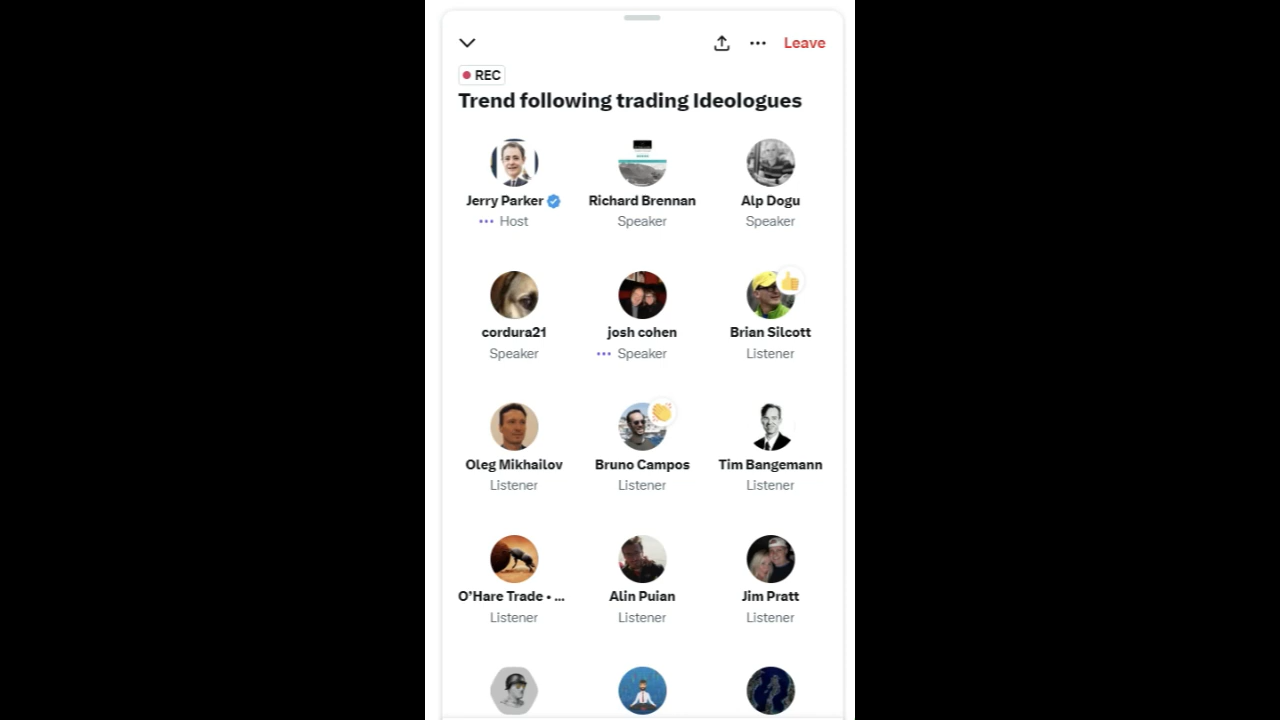 Leave
REC
Trend following trading Ideologues
Jerry Parker
Richard Brennan
Alp Dogu
Host
Speaker
Speaker
cordura21
josh cohen
Brian Silcott
Speaker
Speaker
Listener
Oleg Mikhailov
Bruno Campos
Tim Bangemann
Listener
Listener
Listener
O'Hare Trade • ...
Alin Puian
Jim Pratt
Listener
Listener
Listener